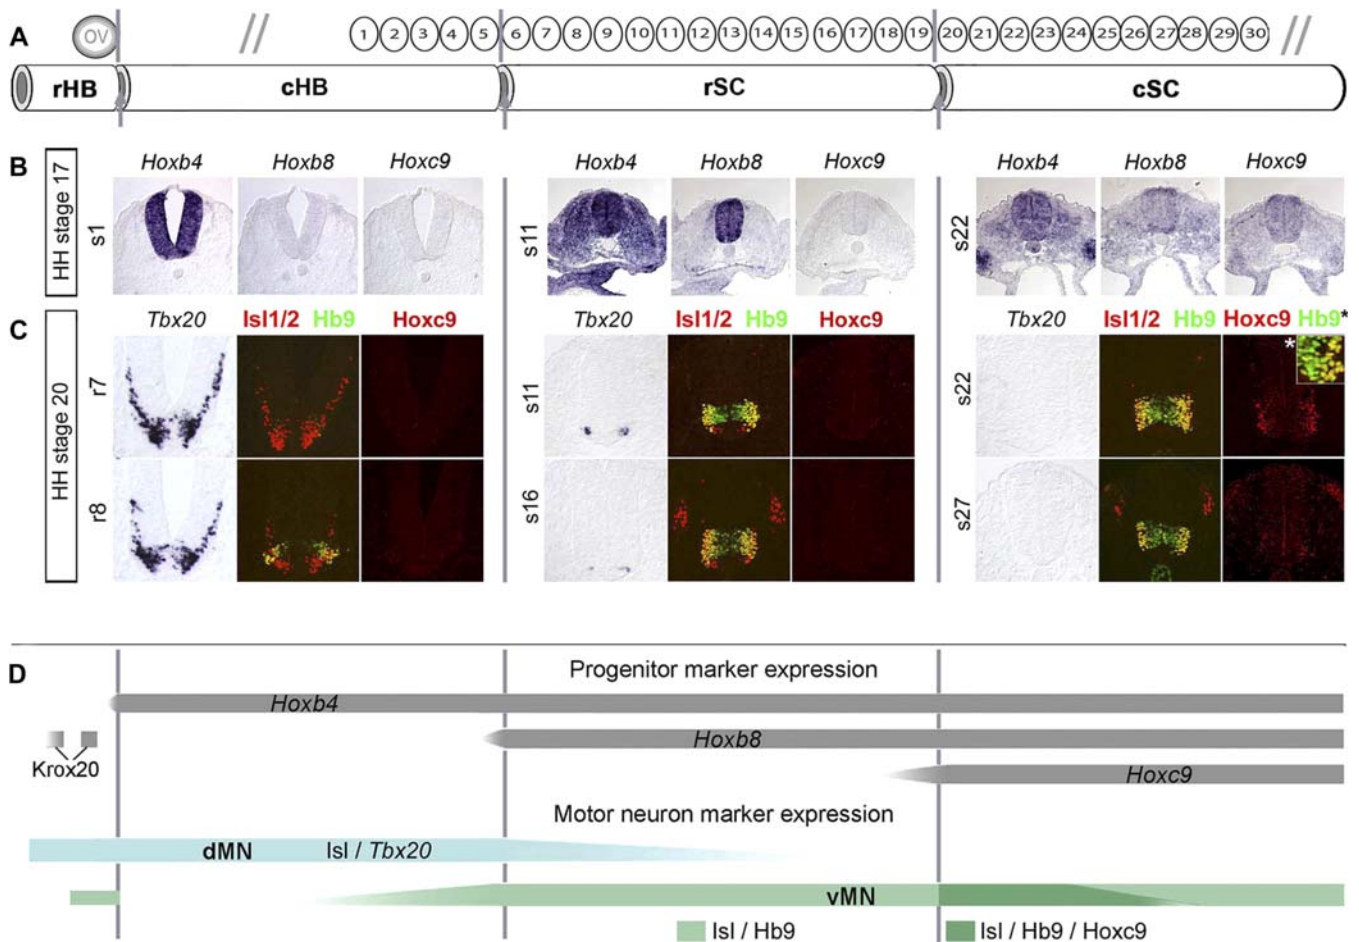 A
OV
1 2 3 4 5 6 7 8 9 10 11 12 13 14 15 16 17 18 19 20 21 22 23 24 25 26 27 28 29 30
rHB cHB rSC cSC
B
HH stage 17
Hoxb4 Hoxb8 Hoxc9 Hoxb4 Hoxb8 Hoxc9 Hoxb4 Hoxb8 Hoxc9
s1 s11 s22
C
HH stage 20
Tbx20 Isl1/2 Hb9 Hoxc9 Tbx20 Isl1/2 Hb9 Hoxc9 Tbx20 Isl1/2 Hb9 Hoxc9 Hb9*
*
r7 s11 s22
r8 s16 s27
D
Progenitor marker expression
Hoxb4
Hoxb8
Krox20
Hoxc9
Motor neuron marker expression
dMN Isl / Tbx20
vMN
Isl / Hb9 Isl / Hb9 / Hoxc9